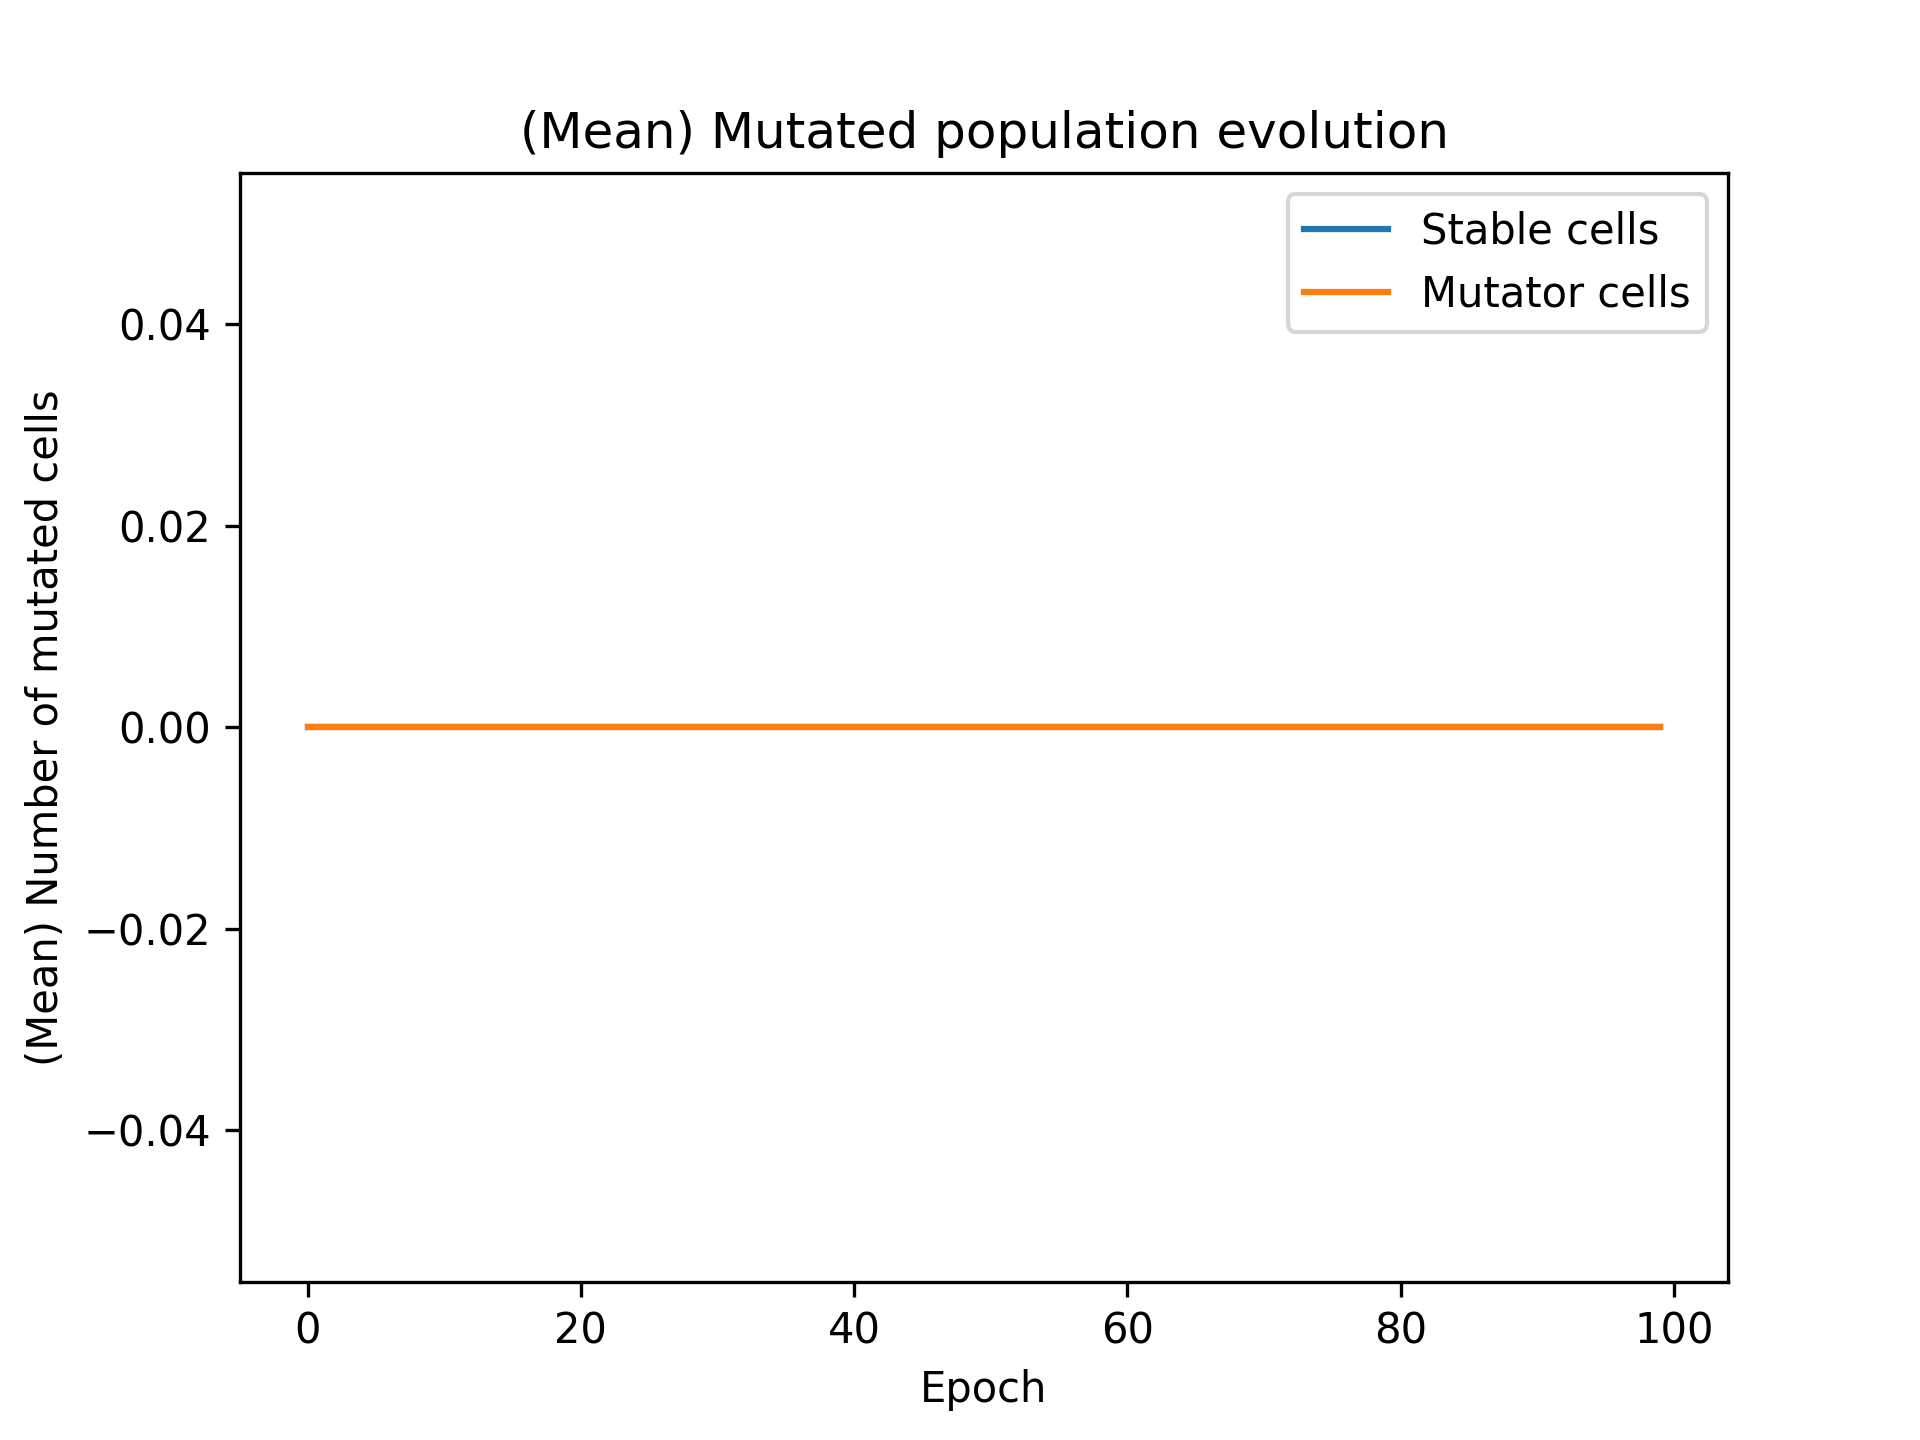 (Mean) Mutated population evolution
Stable cells
Mutator cells
(Mean) Number of mutated cells
0.04
0.02
0.00
−0.02
−0.04
0 20 40 60 80 100
Epoch